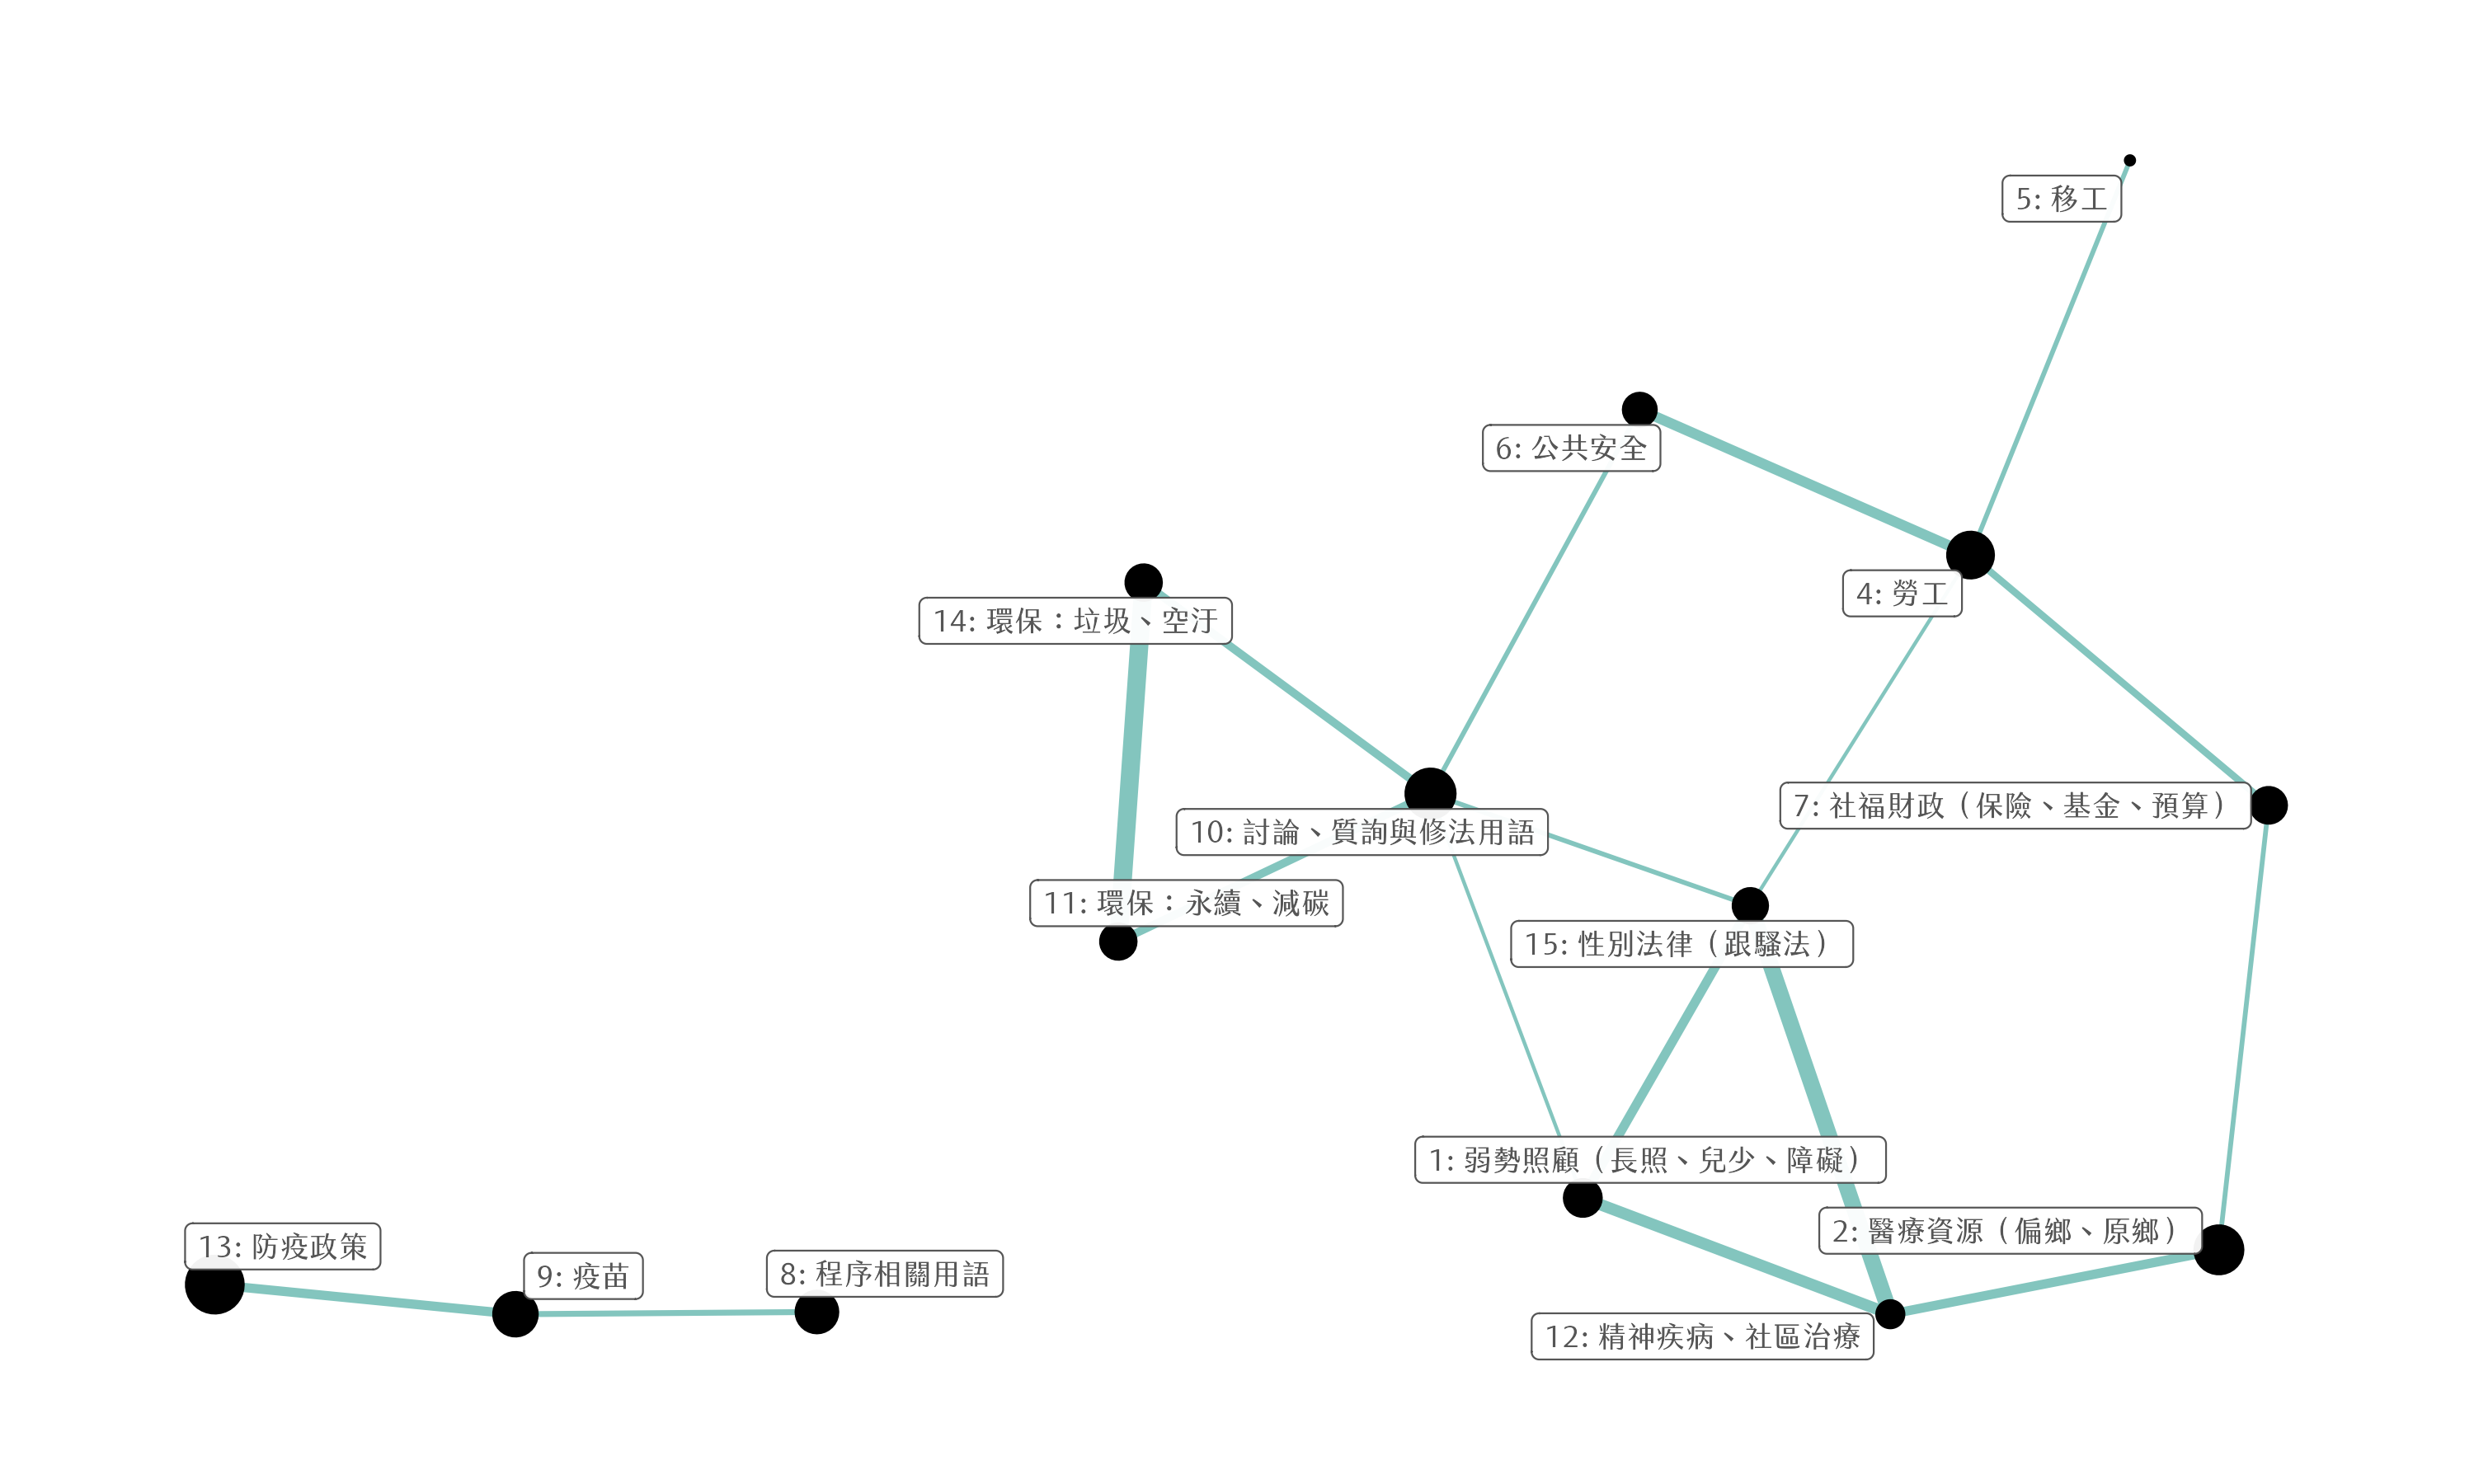 5: 移工
6: 公共安全
4: 勞工
14: 環保：垃圾、空汙
7: 社福財政（保險、基金、預算）
10: 討論、質詢與修法用語
11: 環保：永續、減碳
15: 性別法律（跟騷法）
1: 弱勢照顧（長照、兒少、障礙）
2: 醫療資源（偏鄉、原鄉）
13: 防疫政策
9: 疫苗
8: 程序相關用語
12: 精神疾病、社區治療